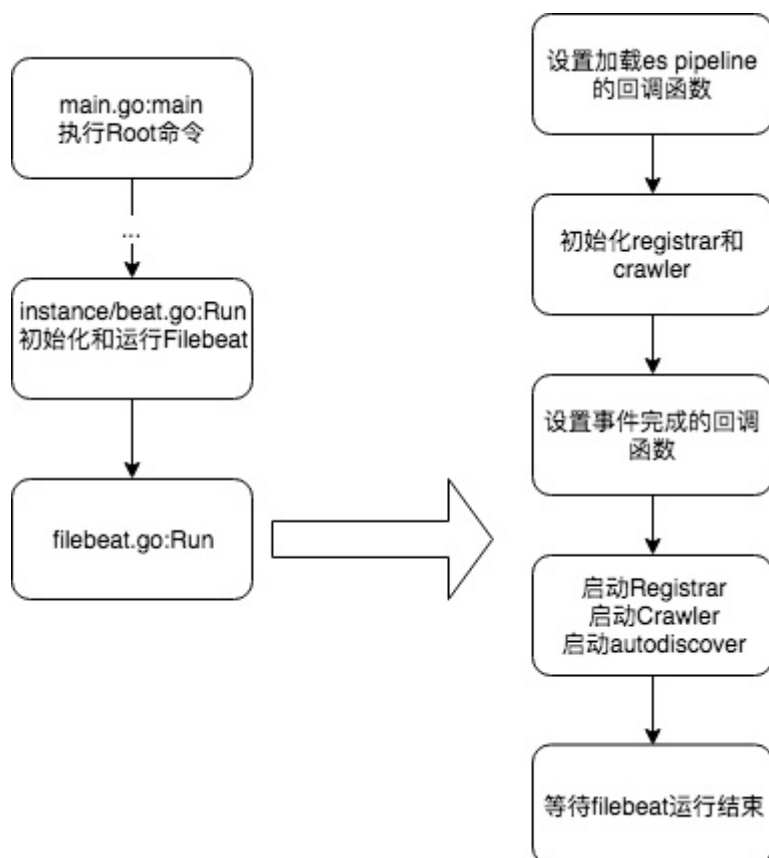 main.go:main
执行Root命令
...
instance/beat.go:Run
初始化和运行Filebeat
filebeat.go:Run
设置加载es pipeline
的回调函数
初始化registrar和
crawler
设置事件完成的回调
函数
启动Registrar
启动Crawler
启动autodiscover
等待filebeat运行结束